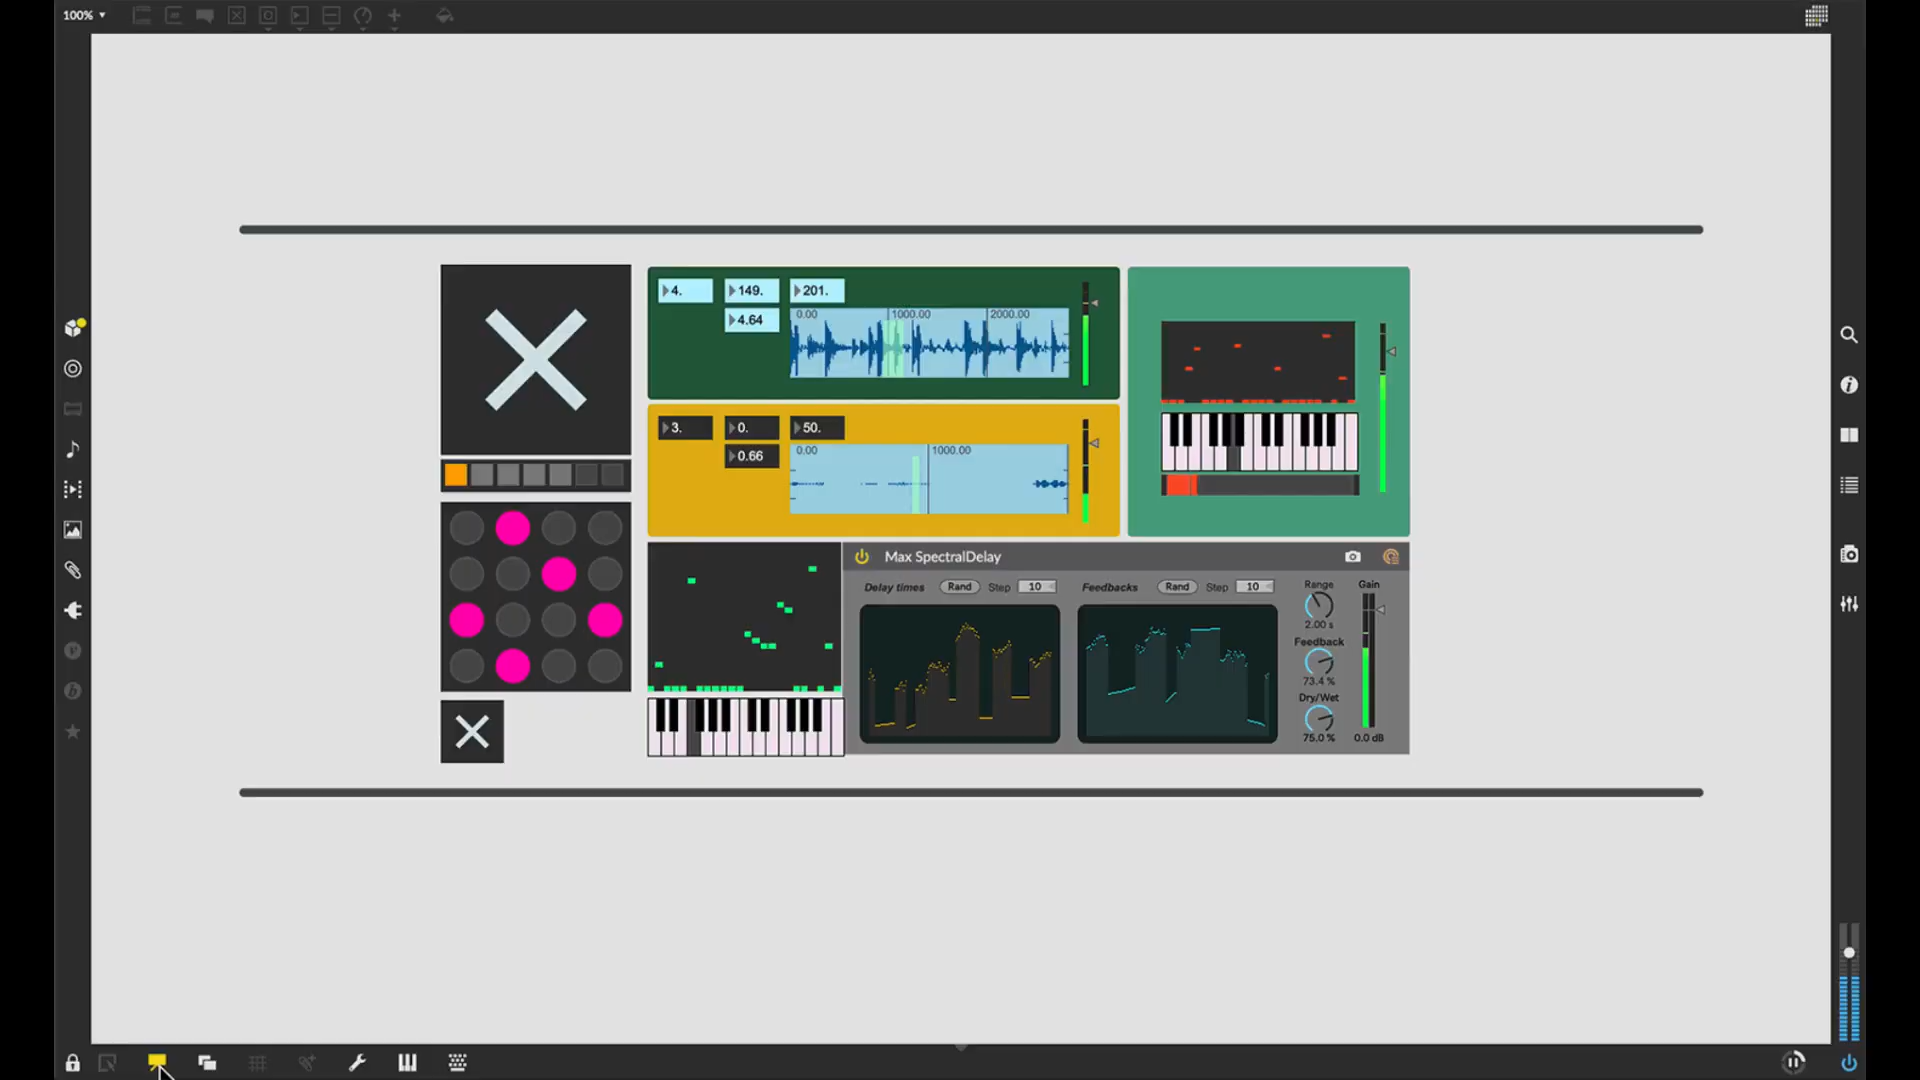 100%
4.
149.
201.
4.64
0.00
1000.00
2000.00
3.
0.
50.
0.66
0.00
1000.00
Max SpectralDelay
Delay times Rand Step 10
Feedbacks Rand Step 10
Range
2.00 s
Feedback
73.4 %
Dry/Wet
75.0 %
Gain
0.0 dB